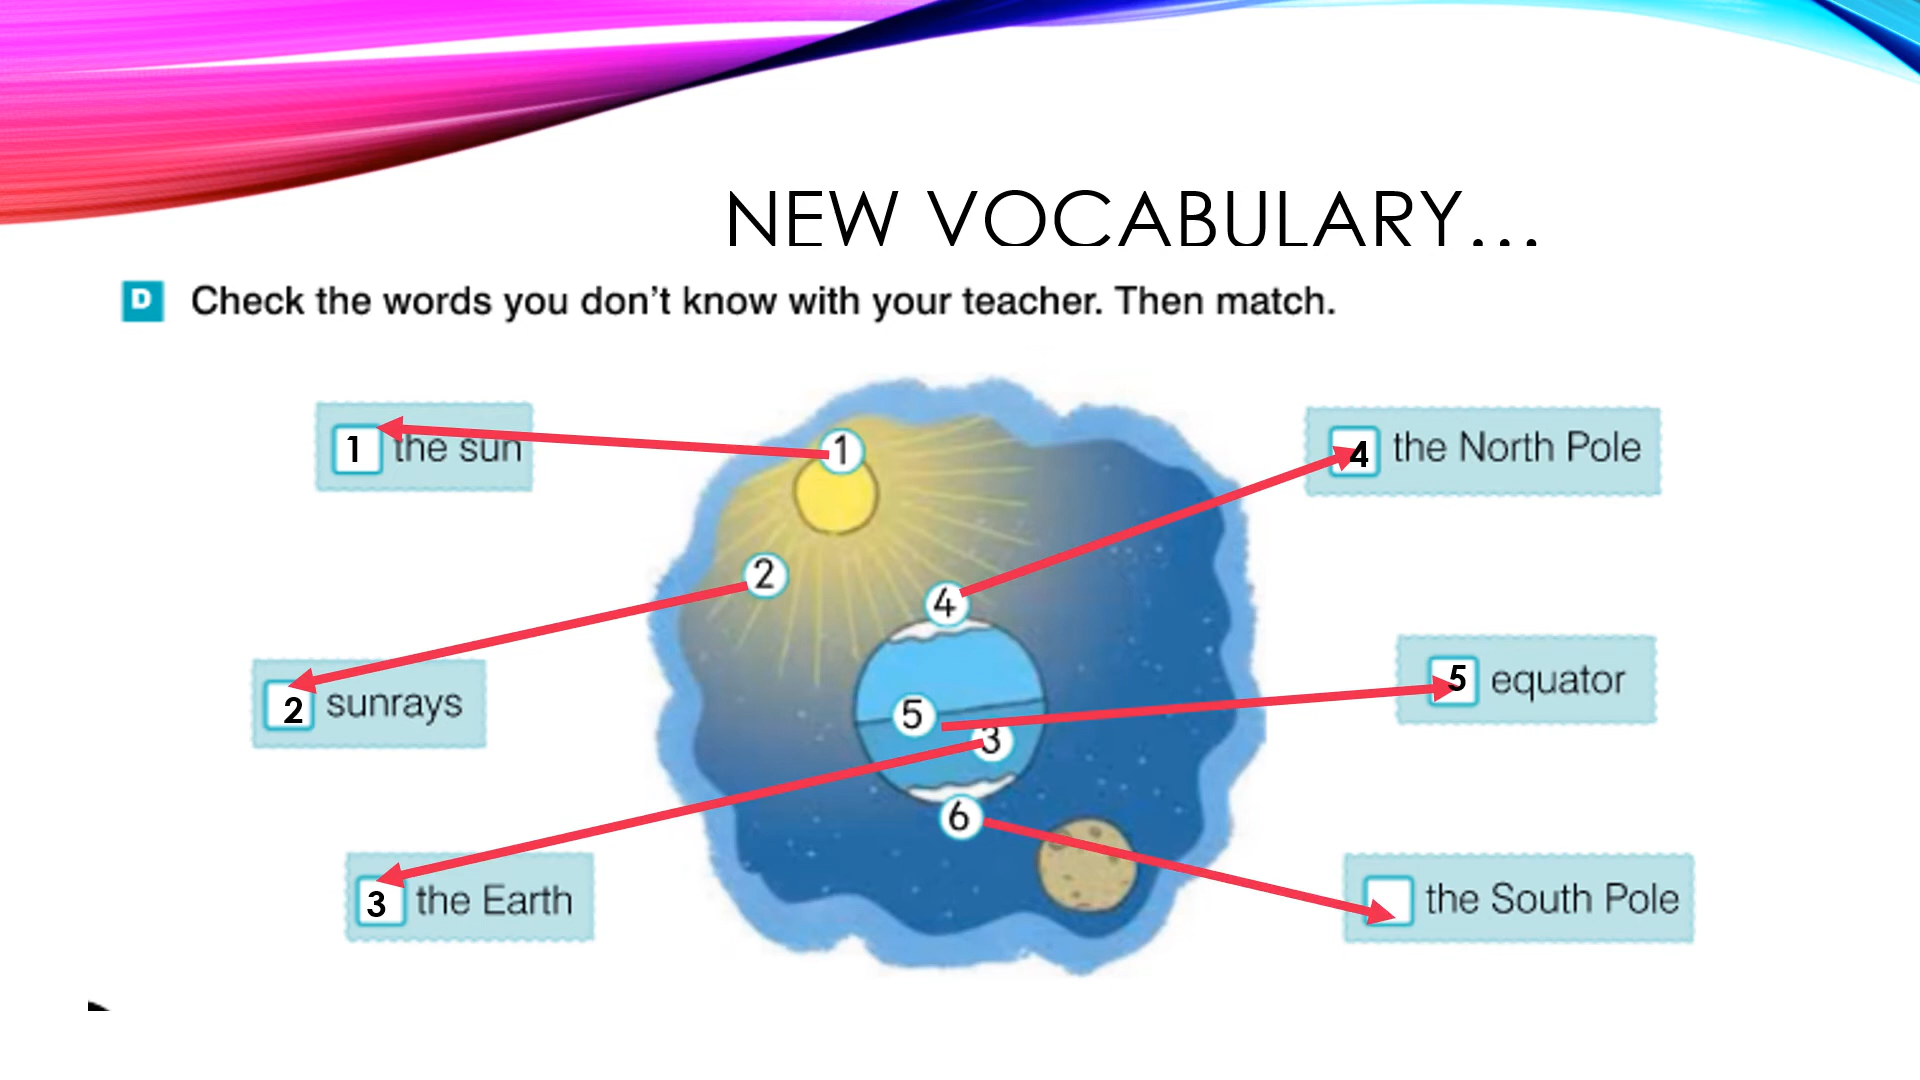 NEW VOCABULARY...
D Check the words you don't know with your teacher. Then match.
1 the sun
1
4 the North Pole
2
4
2 sunrays
5
5 equator
3
6
3 the Earth
the South Pole